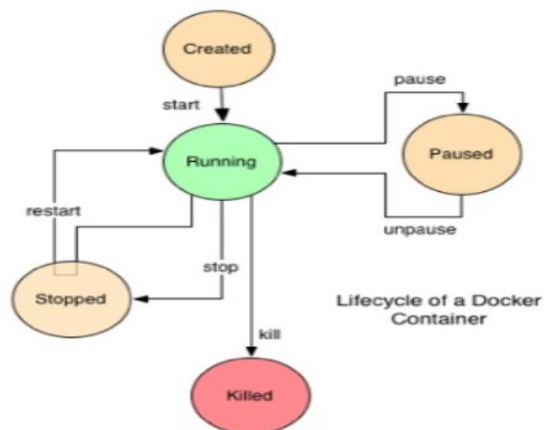 Created
start
pause
Running
Paused
restart
unpause
stop
Stopped
Lifecycle of a Docker
Container
kill
Killed